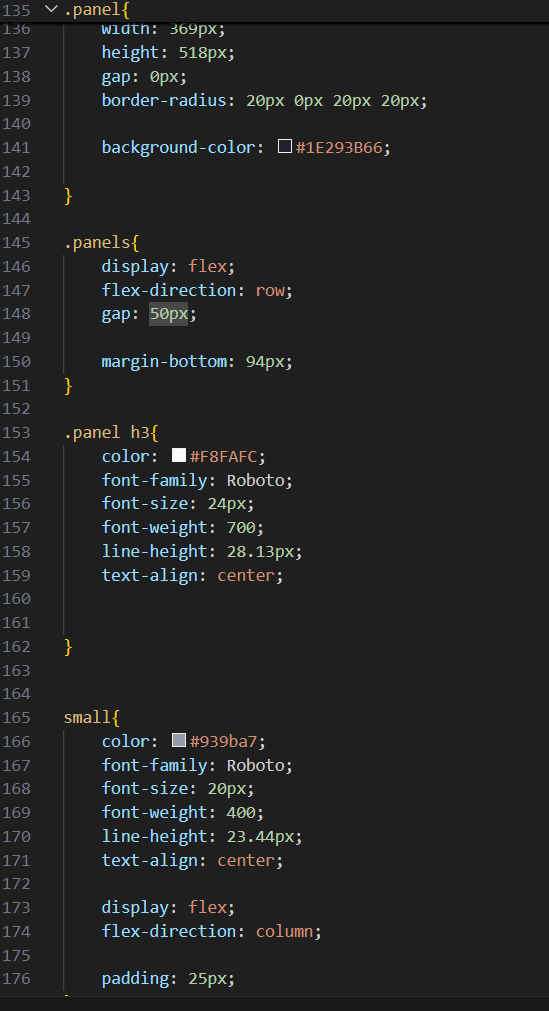 135 .panel{
136 width: 369px;
137 height: 518px;
138 gap: 0px;
139 border-radius: 20px 0px 20px 20px;
140
141 background-color: #1E293B66;
142
143 }
144
145 .panels{
146 display: flex;
147 flex-direction: row;
148 gap: 50px;
149
150 margin-bottom: 94px;
151 }
152
153 .panel h3{
154 color: #F8FAFC;
155 font-family: Roboto;
156 font-size: 24px;
157 font-weight: 700;
158 line-height: 28.13px;
159 text-align: center;
160
161
162 }
163
164
165 small{
166 color: #939ba7;
167 font-family: Roboto;
168 font-size: 20px;
169 font-weight: 400;
170 line-height: 23.44px;
171 text-align: center;
172
173 display: flex;
174 flex-direction: column;
175
176 padding: 25px;